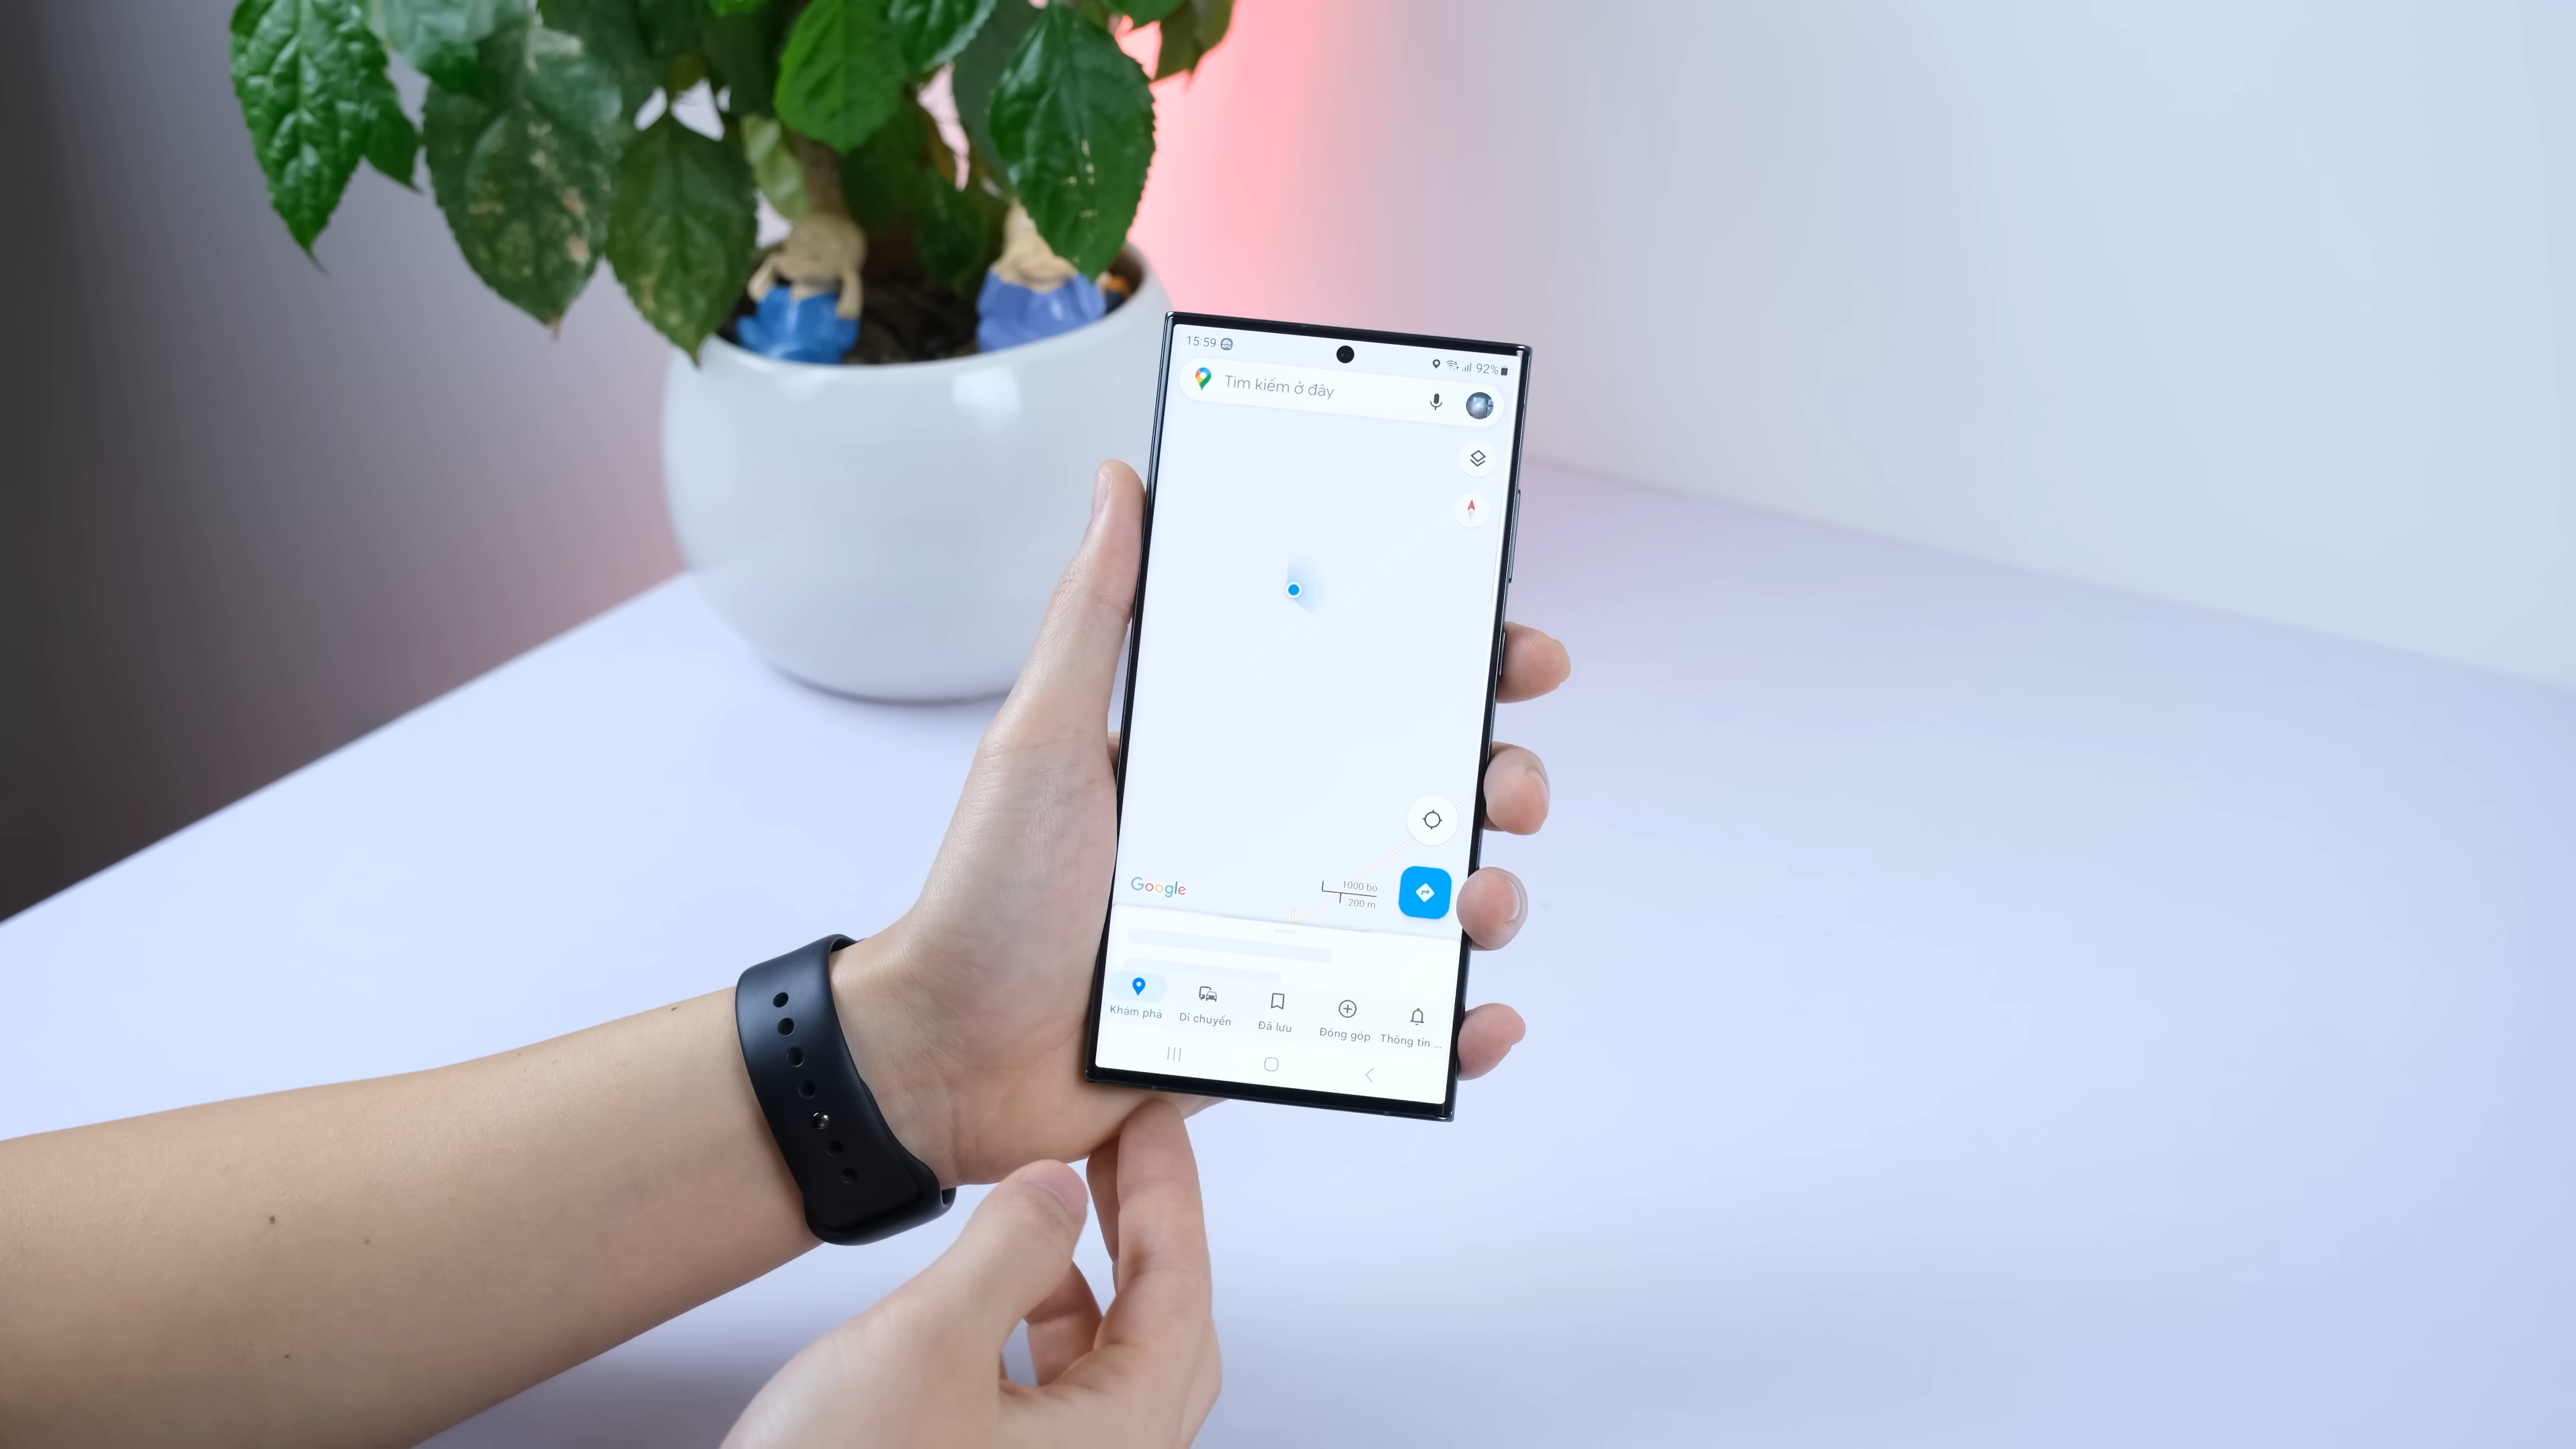 15:59
92%
Tìm kiếm ở đây
Google
1000 bộ
200 m
Khám phá
Di chuyển
Đã lưu
Đóng góp
Thông tin ...